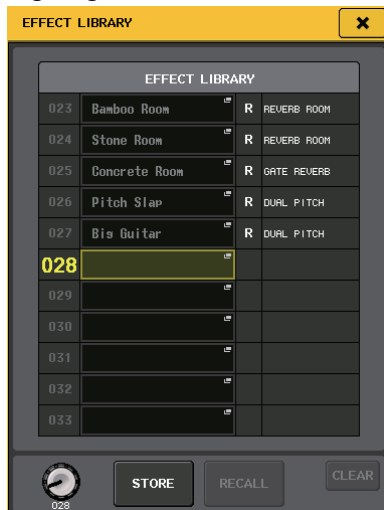 EFFECT LIBRARY
EFFECT LIBRARY
023 Bamboo Room R REVERB ROOM
024 Stone Room R REVERB ROOM
025 Concrete Room R GATE REVERB
026 Pitch Slap R DUAL PITCH
027 Big Guitar R DUAL PITCH
028
029
030
031
032
033
028 STORE RECALL CLEAR